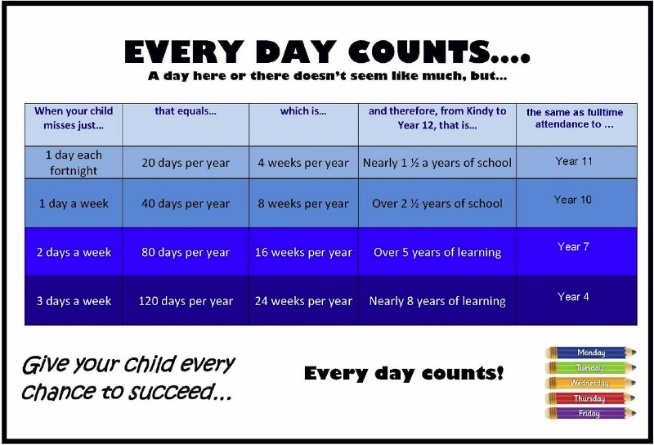 EVERY DAY COUNTS....
A day here or there doesn't seem like much, but...
When your child
misses just...
that equals...
which is...
and therefore, from Kindy to
Year 12, that is...
the same as fulltime
attendance to ...
1 day each
fortnight
20 days per year
4 weeks per year
Nearly 1 ½ a years of school
Year 11
1 day a week
40 days per year
8 weeks per year
Over 2 ½ years of school
Year 10
2 days a week
80 days per year
16 weeks per year
Over 5 years of learning
Year 7
3 days a week
120 days per year
24 weeks per year
Nearly 8 years of learning
Year 4
Give your child every
chance to succeed...
Every day counts!
Monday
Tuesday
Wednesday
Thursday
Friday